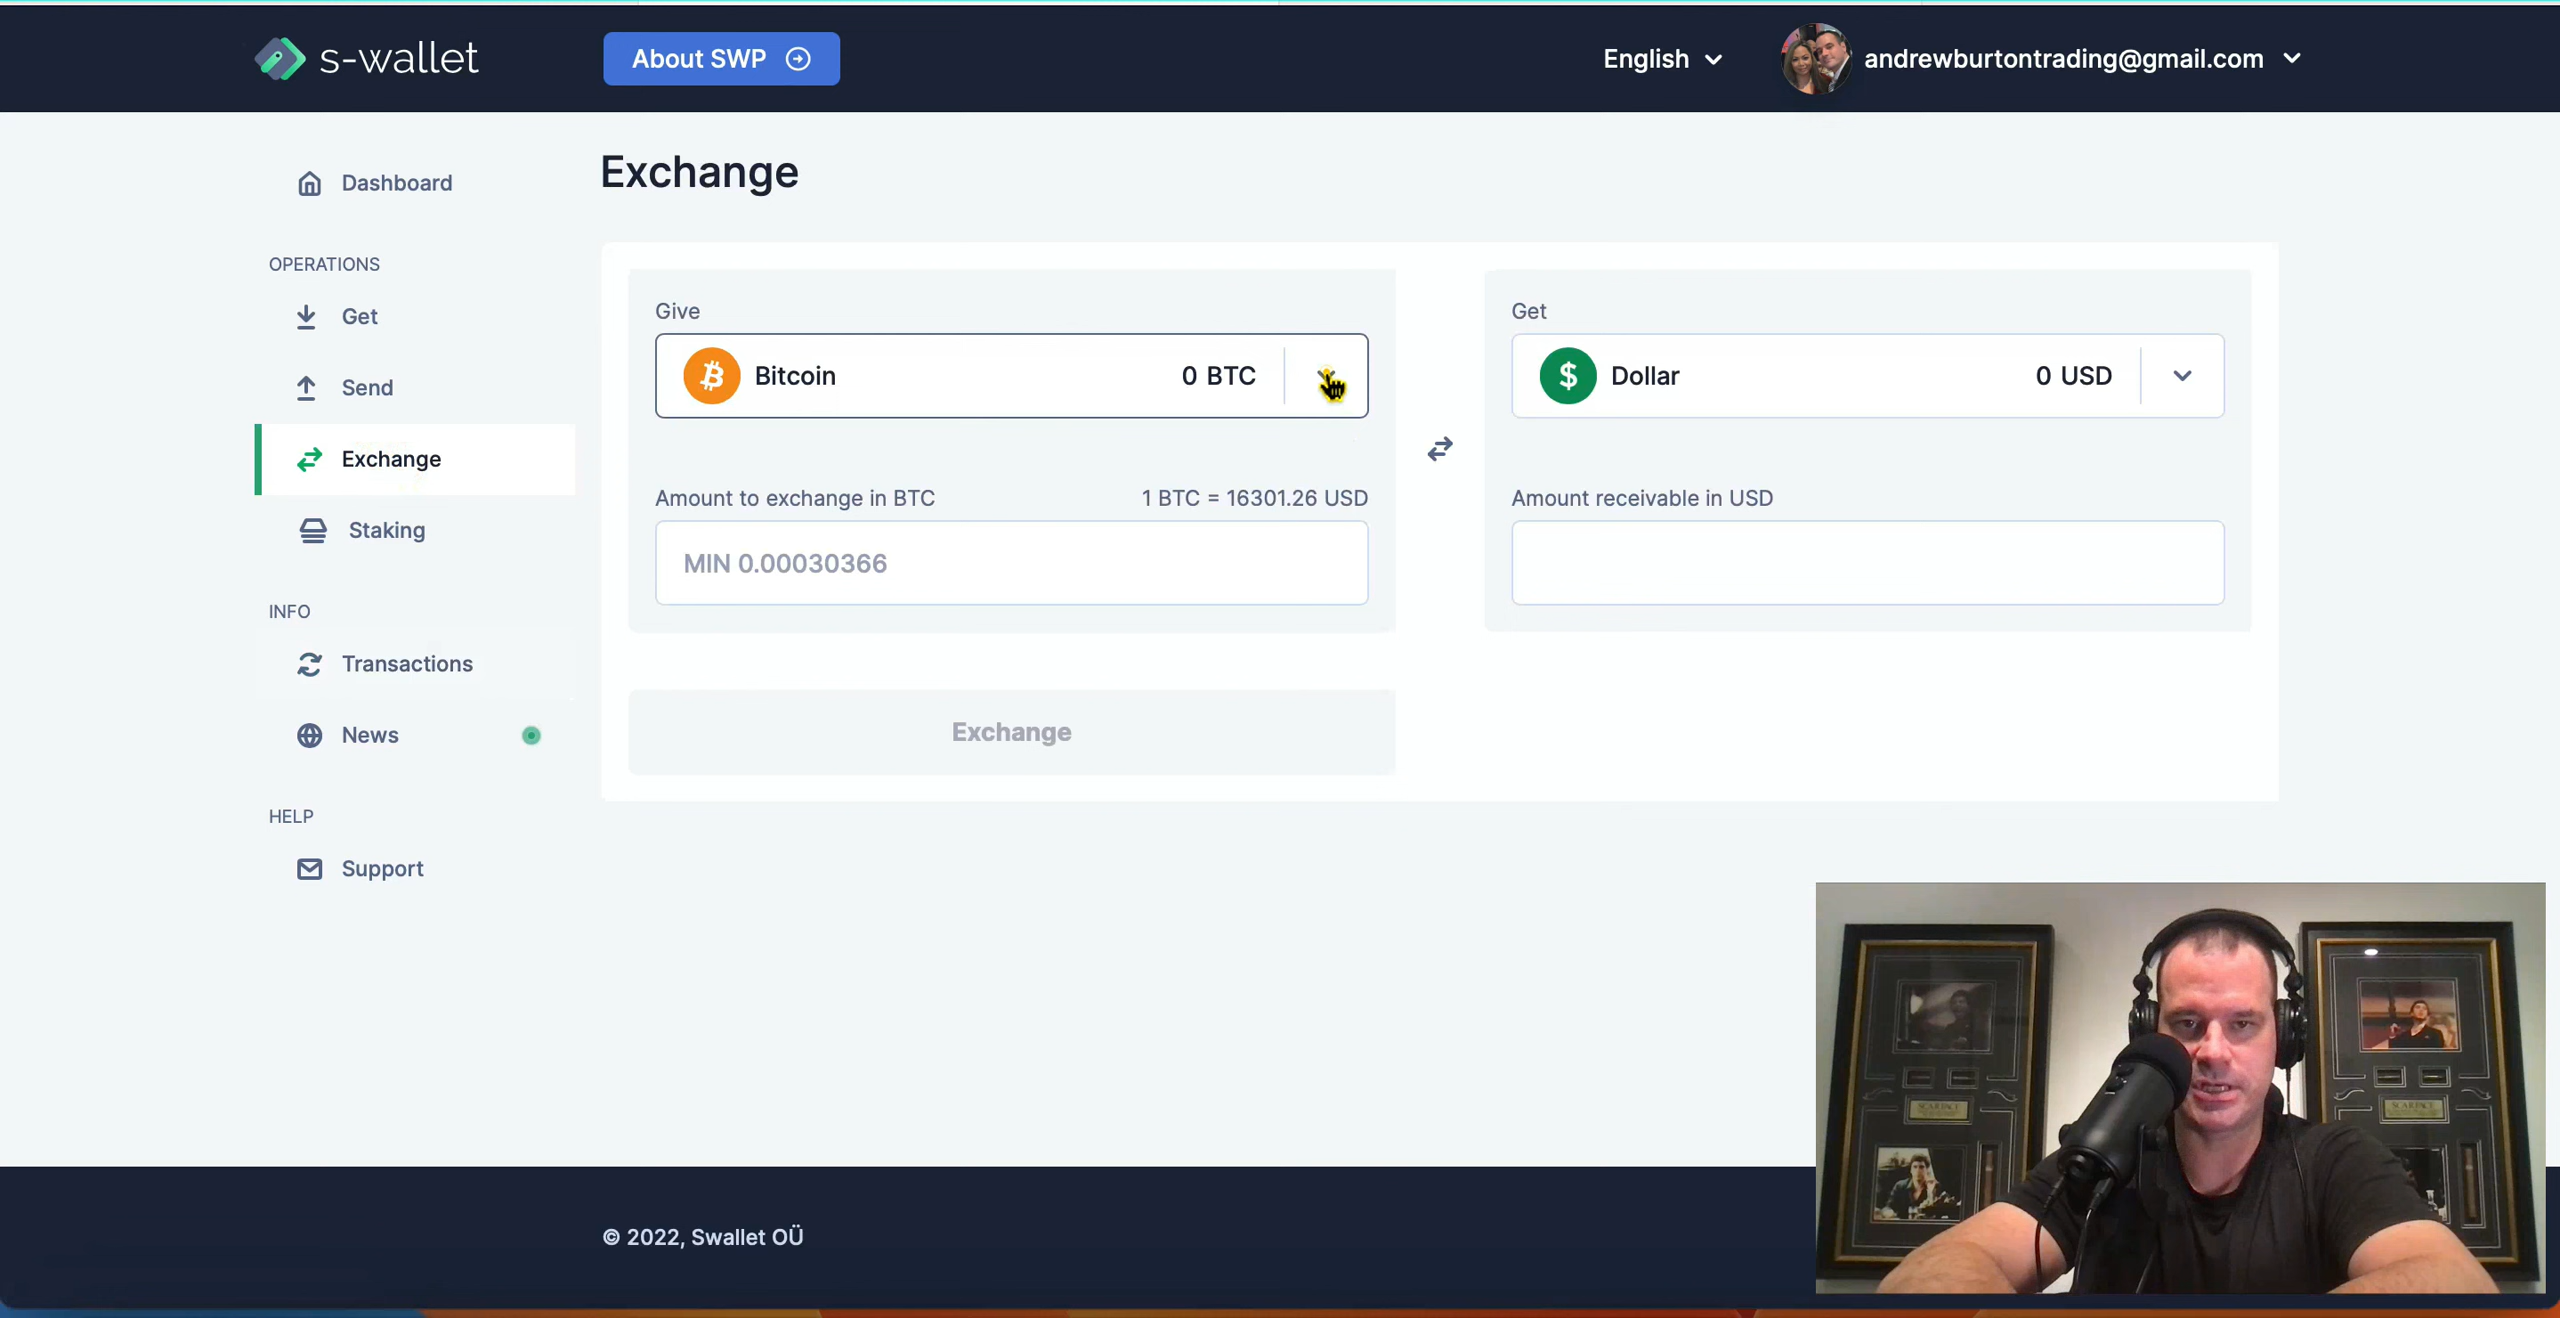 s-wallet
About SWP
English
andrewburtontrading@gmail.com
Dashboard
OPERATIONS
Get
Send
Exchange
Staking
INFO
Transactions
News
HELP
Support
Exchange
Give
Bitcoin
0 BTC
Amount to exchange in BTC
1 BTC = 16301.26 USD
MIN 0.00030366
Get
Dollar
0 USD
Amount receivable in USD
Exchange
© 2022, Swallet OÜ
SCARFACE
SCARFACE